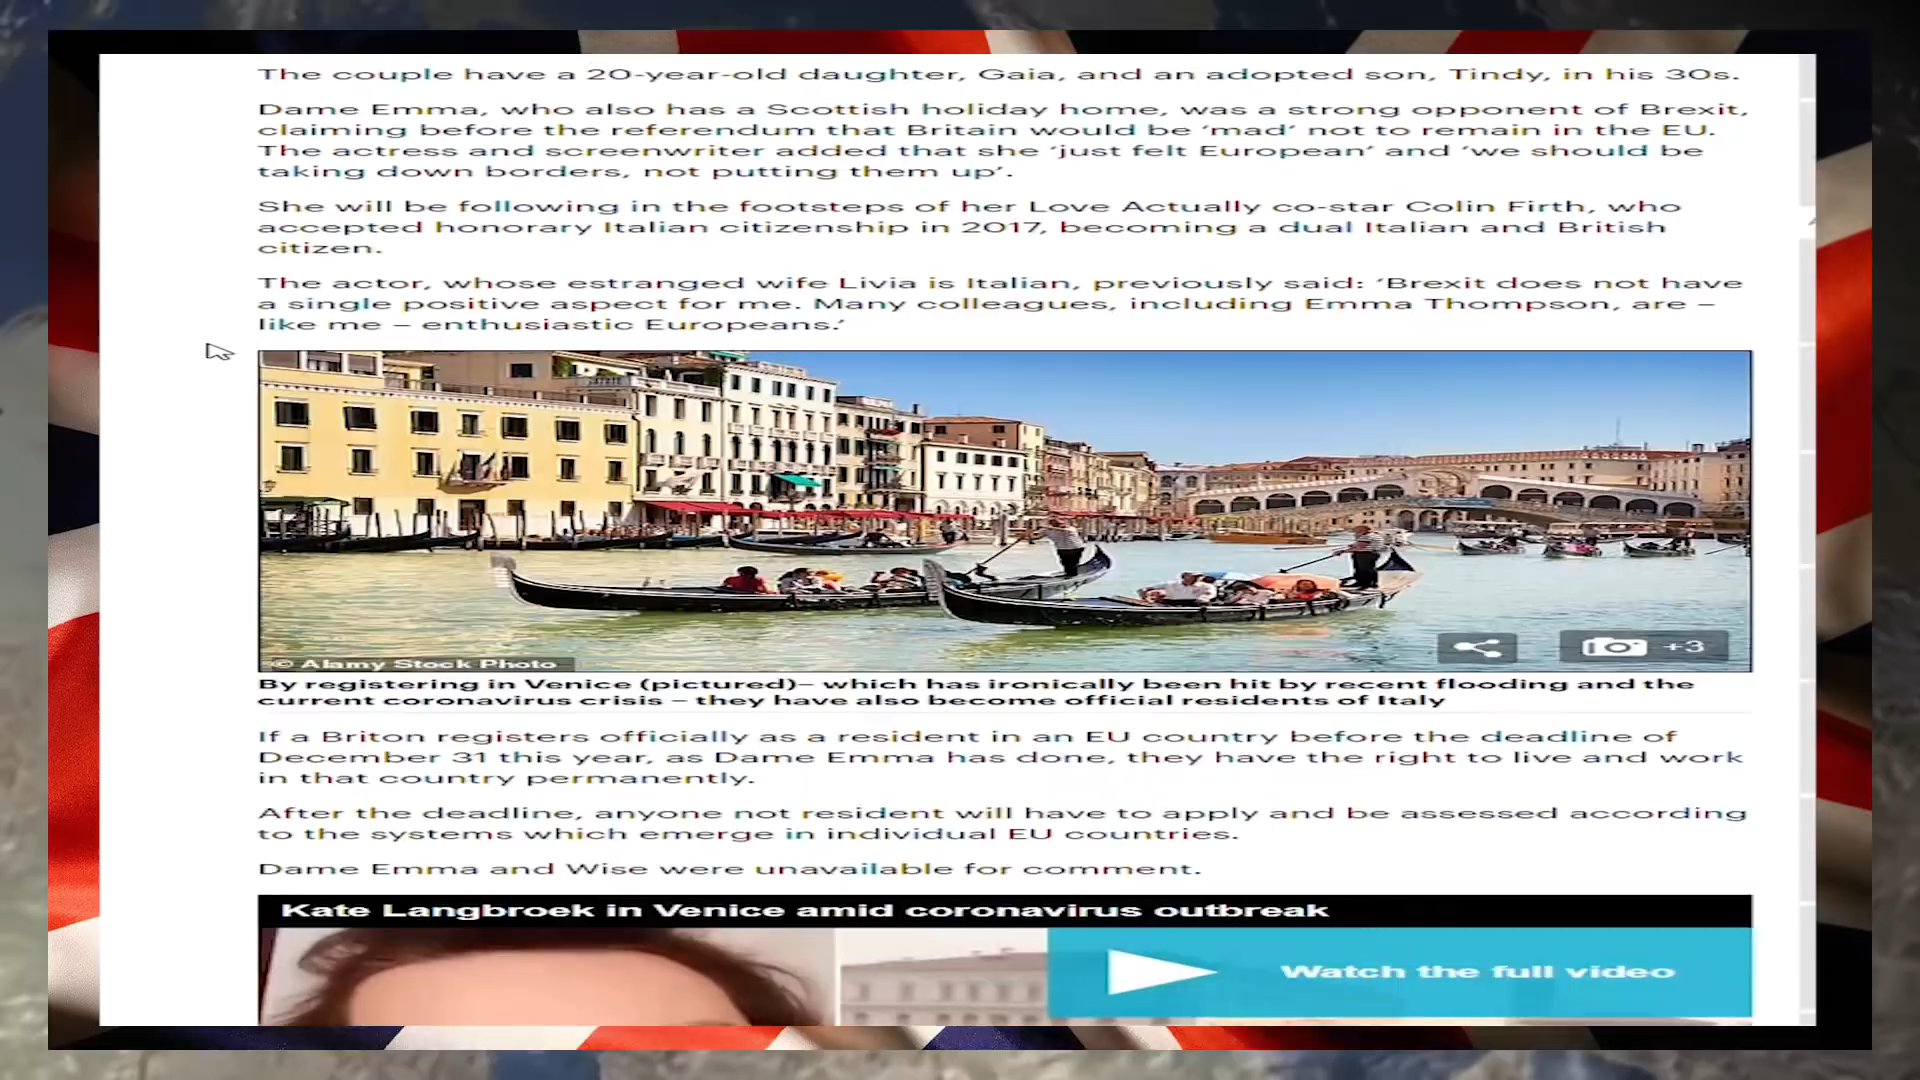 The couple have a 20-year-old daughter, Gaia, and an adopted son, Tindy, in his 30s.
Dame Emma, who also has a Scottish holiday home, was a strong opponent of Brexit,
claiming before the referendum that Britain would be ‘mad’ not to remain in the EU.
The actress and screenwriter added that she ‘just felt European’ and ‘we should be
taking down borders, not putting them up’.
She will be following in the footsteps of her Love Actually co-star Colin Firth, who
accepted honorary Italian citizenship in 2017, becoming a dual Italian and British
citizen.
The actor, whose estranged wife Livia is Italian, previously said: ‘Brexit does not have
a single positive aspect for me. Many colleagues, including Emma Thompson, are –
like me – enthusiastic Europeans.’
© Alamy Stock Photo
+3
By registering in Venice (pictured)– which has ironically been hit by recent flooding and the
current coronavirus crisis – they have also become official residents of Italy
If a Briton registers officially as a resident in an EU country before the deadline of
December 31 this year, as Dame Emma has done, they have the right to live and work
in that country permanently.
After the deadline, anyone not resident will have to apply and be assessed according
to the systems which emerge in individual EU countries.
Dame Emma and Wise were unavailable for comment.
Kate Langbroek in Venice amid coronavirus outbreak
Watch the full video